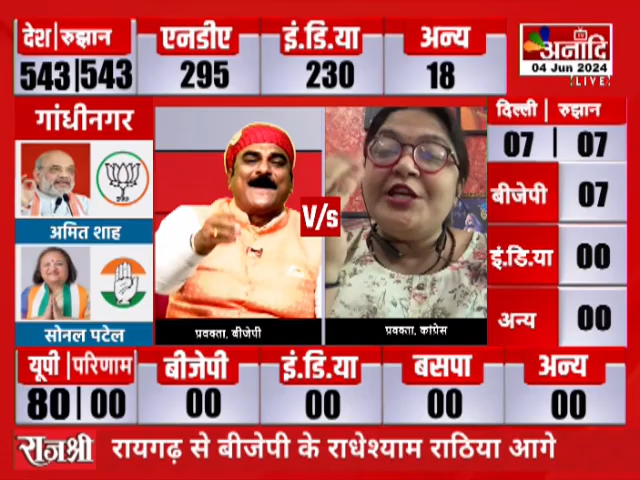 देश|रुझान
543|543
एनडीए
295
इं.डि.या
230
अन्य
18
अनादि TV
04 Jun 2024
LIVE
गांधीनगर
अमित शाह
सोनल पटेल
V/s
प्रवक्ता, बीजेपी
प्रवक्ता, कांग्रेस
दिल्ली | रुझान
07 | 07
बीजेपी
07
इं.डि.या
00
अन्य
00
यूपी|परिणाम
80|00
बीजेपी
00
इं.डि.या
00
बसपा
00
अन्य
00
राजश्री
रायगढ़ से बीजेपी के राधेश्याम राठिया आगे